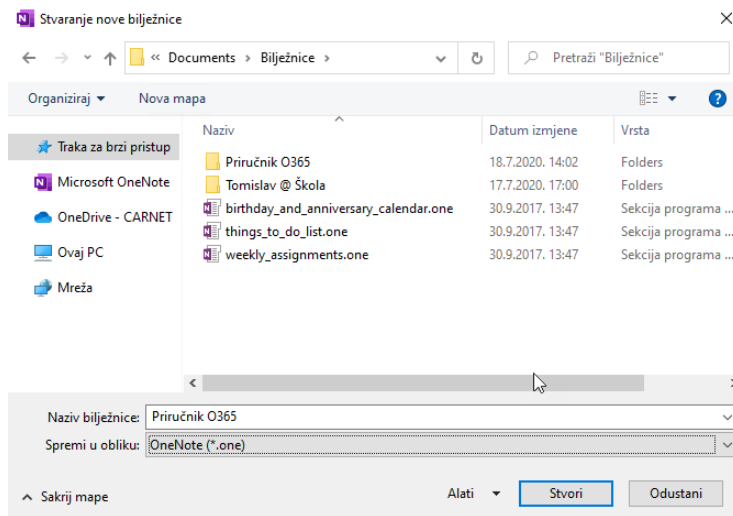 Stvaranje nove bilježnice
« Documents > Bilježnice >
Pretraži "Bilježnice"
Organiziraj Nova mapa
Naziv Datum izmjene Vrsta
Traka za brzi pristup
Microsoft OneNote
OneDrive - CARNET
Ovaj PC
Mreža
Priručnik O365 18.7.2020. 14:02 Folders
Tomislav @ Škola 17.7.2020. 17:00 Folders
birthday_and_anniversary_calendar.one 30.9.2017. 13:47 Sekcija programa ...
things_to_do_list.one 30.9.2017. 13:47 Sekcija programa ...
weekly_assignments.one 30.9.2017. 13:47 Sekcija programa ...
Naziv bilježnice: Priručnik O365
Spremi u obliku: OneNote (*.one)
Sakrij mape Alati Stvori Odustani